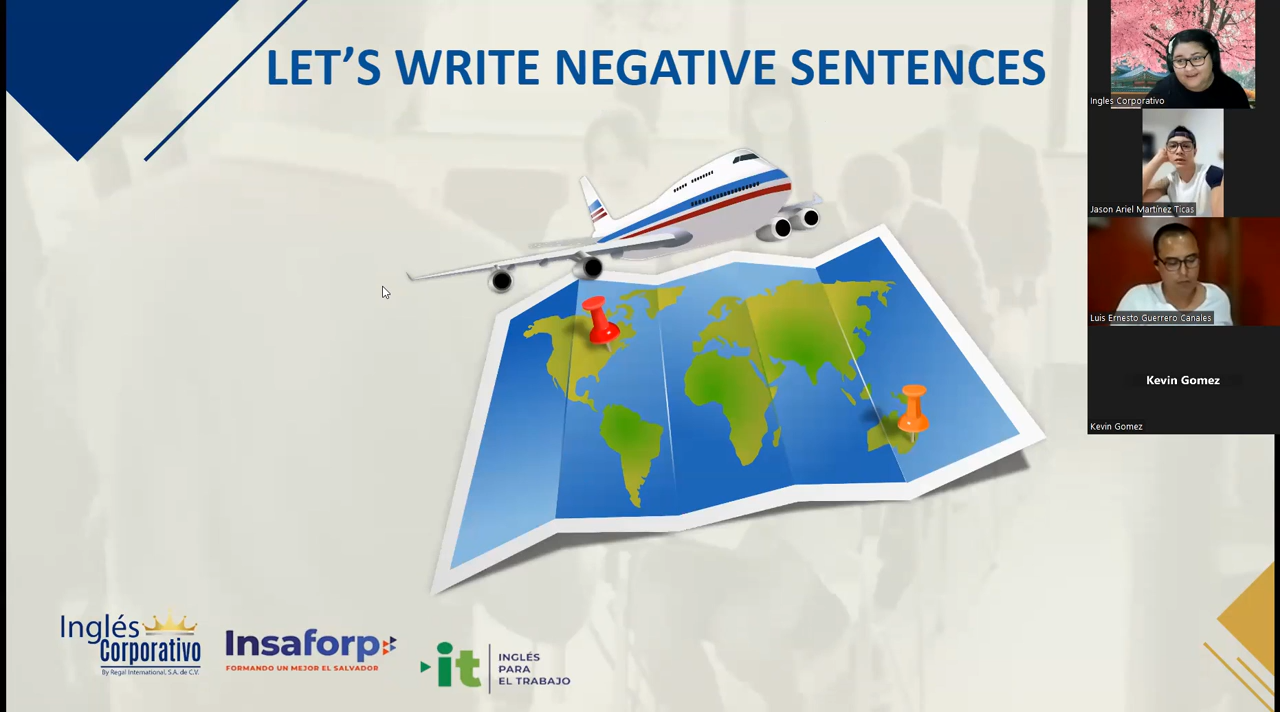 LET'S WRITE NEGATIVE SENTENCES
Ingles Corporativo
Jason Ariel Martínez Ticas
Luis Ernesto Guerrero Canales
Kevin Gomez
Kevin Gomez
Inglés
Corporativo
By Regal International, S.A. de C.V.
Insaforp
FORMANDO UN MEJOR EL SALVADOR
it
INGLÉS
PARA
EL TRABAJO